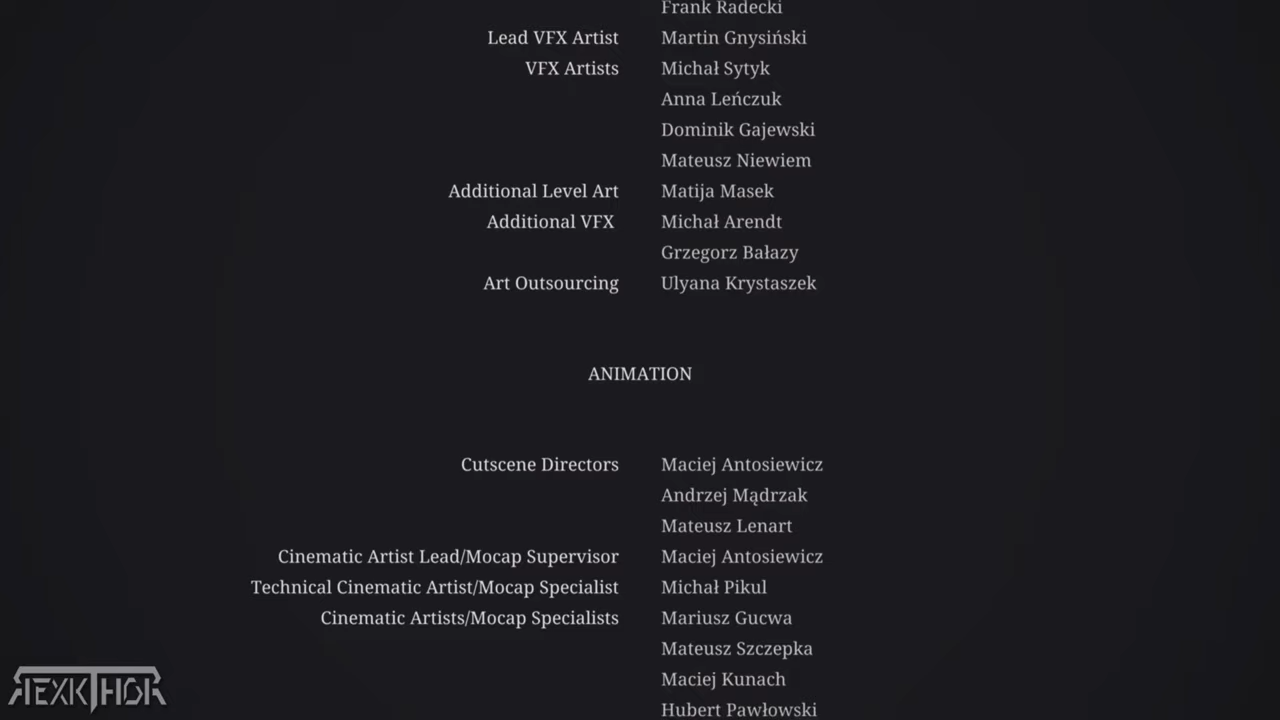 Frank Radecki
Lead VFX Artist Martin Gnysiński
VFX Artists Michał Sytyk
Anna Leńczuk
Dominik Gajewski
Mateusz Niewiem
Additional Level Art Matija Masek
Additional VFX Michał Arendt
Grzegorz Bałazy
Art Outsourcing Ulyana Krystaszek
ANIMATION
Cutscene Directors Maciej Antosiewicz
Andrzej Mądrzak
Mateusz Lenart
Cinematic Artist Lead/Mocap Supervisor Maciej Antosiewicz
Technical Cinematic Artist/Mocap Specialist Michał Pikul
Cinematic Artists/Mocap Specialists Mariusz Gucwa
Mateusz Szczepka
Maciej Kunach
Hubert Pawłowski